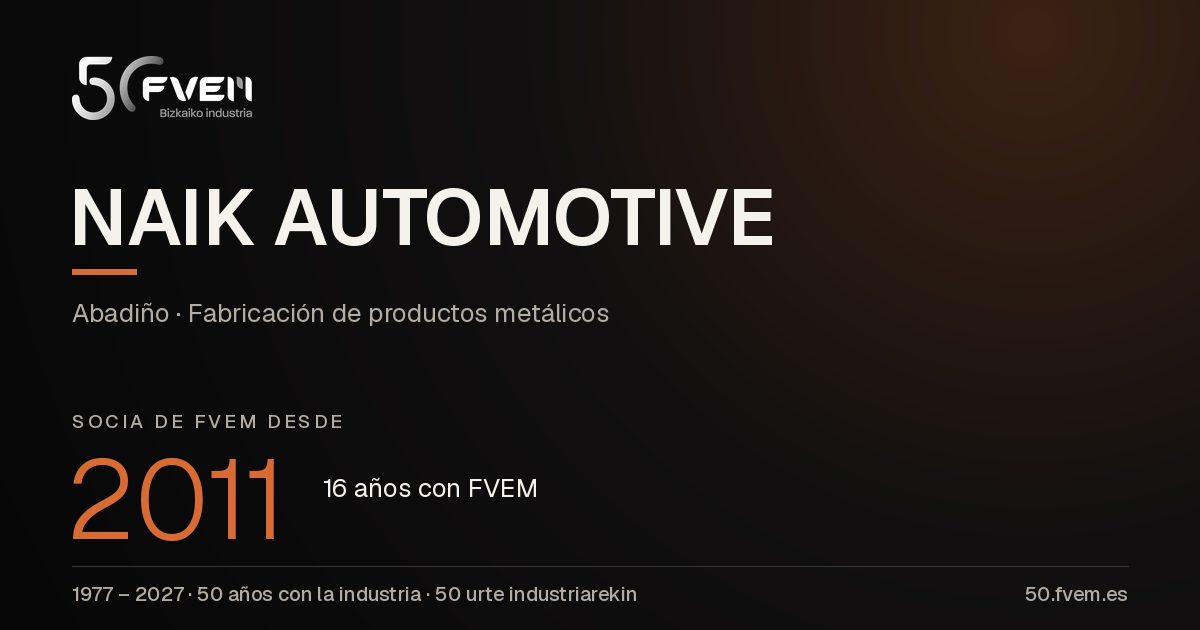 50 FVEM
Bizkaiko industria
NAIK AUTOMOTIVE
Abadiño · Fabricación de productos metálicos
SOCIA DE FVEM DESDE
2011
16 años con FVEM
1977 – 2027 · 50 años con la industria · 50 urte industriarekin
50.fvem.es